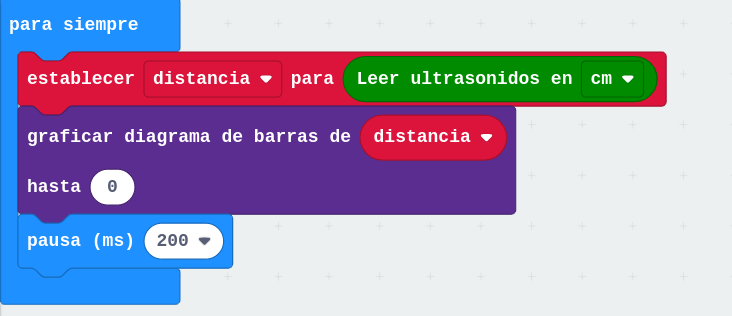 para siempre
establecer distancia para Leer ultrasonidos en cm
graficar diagrama de barras de distancia
hasta 0
pausa (ms) 200